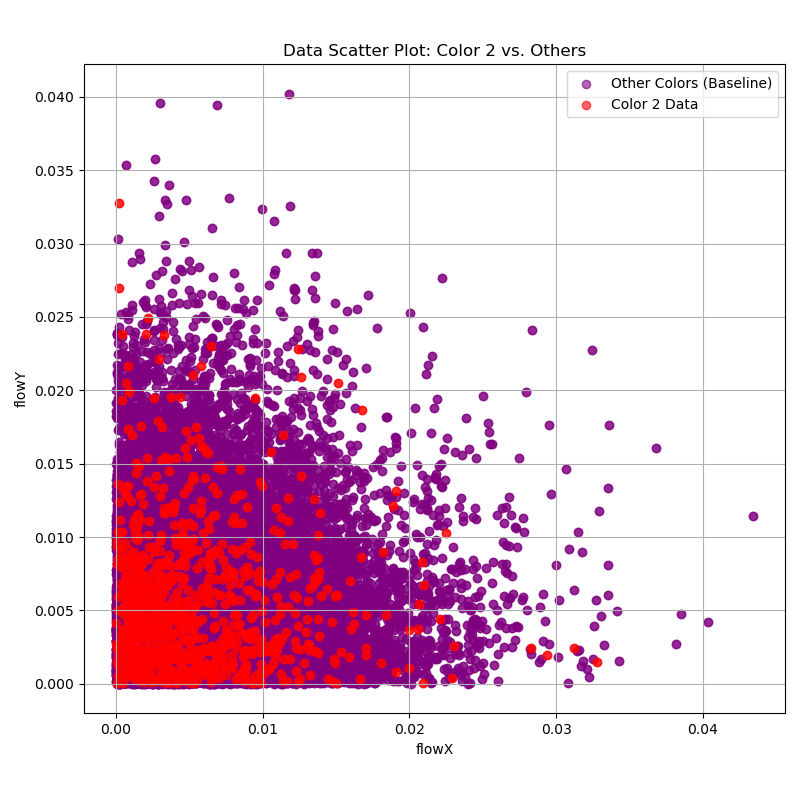 Data Scatter Plot: Color 2 vs. Others
Other Colors (Baseline)
Color 2 Data
flowY
0.040
0.035
0.030
0.025
0.020
0.015
0.010
0.005
0.000
0.00 0.01 0.02 0.03 0.04
flowX